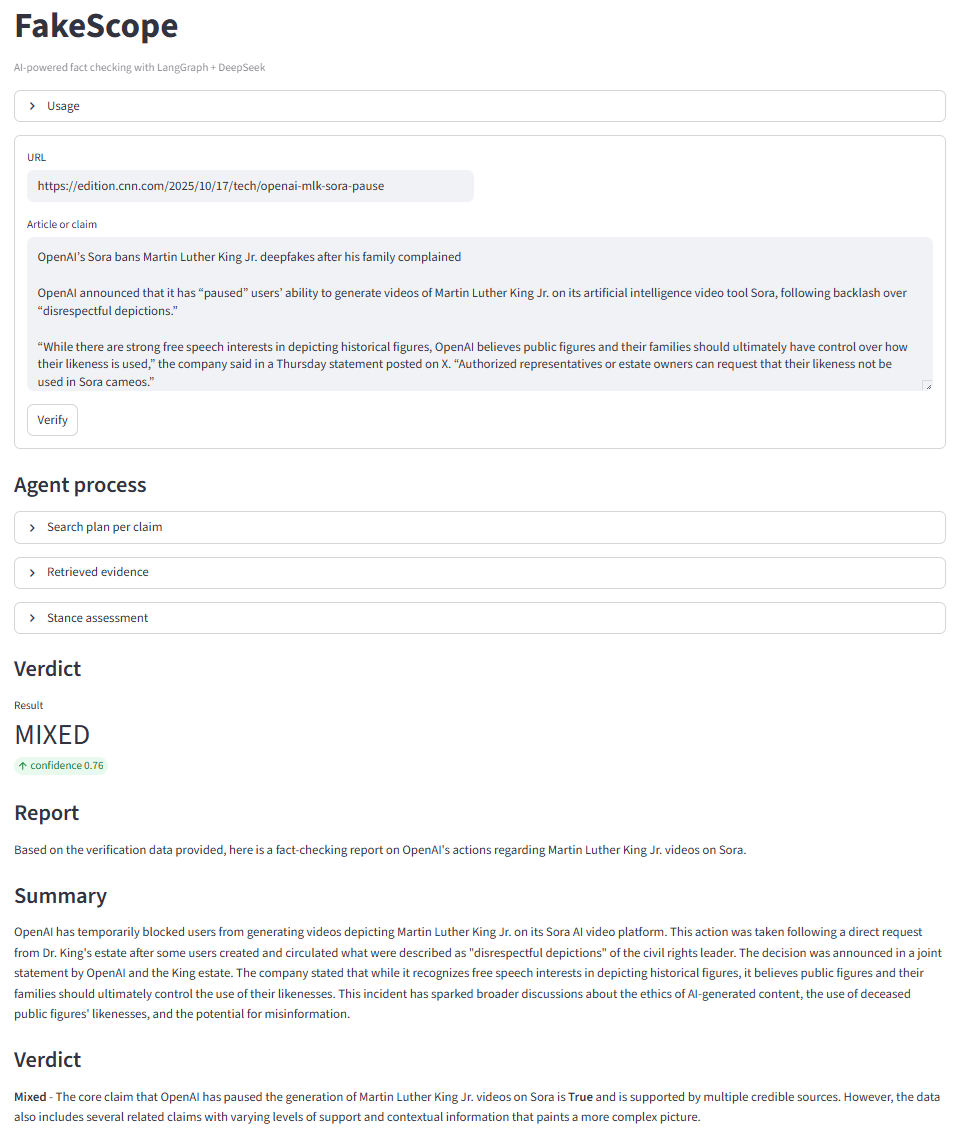 FakeScope
AI-powered fact checking with LangGraph + DeepSeek
Usage
URL
https://edition.cnn.com/2025/10/17/tech/openai-mlk-sora-pause
Article or claim
OpenAI’s Sora bans Martin Luther King Jr. deepfakes after his family complained
OpenAI announced that it has “paused” users’ ability to generate videos of Martin Luther King Jr. on its artificial intelligence video tool Sora, following backlash over
“disrespectful depictions.”
“While there are strong free speech interests in depicting historical figures, OpenAI believes public figures and their families should ultimately have control over how
their likeness is used,” the company said in a Thursday statement posted on X. “Authorized representatives or estate owners can request that their likeness not be
used in Sora cameos.”
Verify
Agent process
Search plan per claim
Retrieved evidence
Stance assessment
Verdict
Result
MIXED
↑ confidence 0.76
Report
Based on the verification data provided, here is a fact-checking report on OpenAI's actions regarding Martin Luther King Jr. videos on Sora.
Summary
OpenAI has temporarily blocked users from generating videos depicting Martin Luther King Jr. on its Sora AI video platform. This action was taken following a direct request
from Dr. King's estate after some users created and circulated what were described as "disrespectful depictions" of the civil rights leader. The decision was announced in a joint
statement by OpenAI and the King estate. The company stated that while it recognizes free speech interests in depicting historical figures, it believes public figures and their
families should ultimately control the use of their likenesses. This incident has sparked broader discussions about the ethics of AI-generated content, the use of deceased
public figures' likenesses, and the potential for misinformation.
Verdict
Mixed - The core claim that OpenAI has paused the generation of Martin Luther King Jr. videos on Sora is True and is supported by multiple credible sources. However, the data
also includes several related claims with varying levels of support and contextual information that paints a more complex picture.